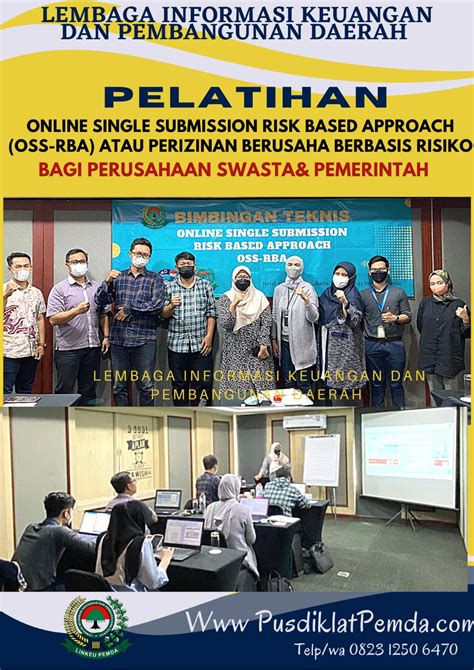 LEMBAGA INFORMASI KEUANGAN
DAN PEMBANGUNAN DAERAH
PELATIHAN
ONLINE SINGLE SUBMISSION RISK BASED APPROACH
(OSS-RBA) ATAU PERIZINAN BERUSAHA BERBASIS RISIKO
BAGI PERUSAHAAN SWASTA& PEMERINTAH
BIMBINGAN TEKNIS
ONLINE SINGLE SUBMISSION
RISK BASED APPROACH
OSS-RBA
LEMBAGA INFORMASI KEUANGAN DAN
PEMBANGUNAN DAERAH
Www.PusdiklatPemda.com
LINKEU PEMDA
Telp/wa 0823 1250 6470